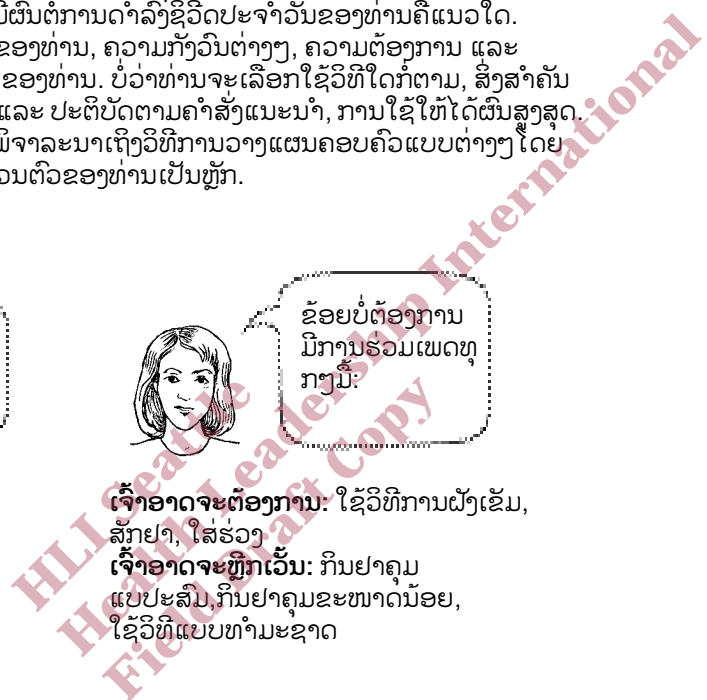 ີຜົນຕໍ່ການດໍາລົງຊີວີດປະຈໍາວັນຂອງທ່ານຄືແນວໃດ.
ຂອງທ່ານ, ຄວາມກັງວົນຕ່າງໆ, ຄວາມຕ້ອງການ ແລະ
ຂອງທ່ານ. ບໍ່ວ່າທ່ານຈະເລືອກໃຊ້ວິທີໃດກໍ່ຕາມ, ສິ່ງສໍາຄັນ
ແລະ ປະຕິບັດຕາມຄໍາສັ່ງແນະນໍາ, ການໃຊ້ໃຫ້ໄດ້ຜົນສູງສຸດ.
ພິຈາລະນາເຖິງວິທີການວາງແຜນຄອບຄົວແບບຕ່າງໆໂດຍ
ວນຕົວຂອງທ່ານເປັນຫຼັກ.
ຂ້ອຍບໍ່ຕ້ອງການ
ມີການຮ່ວມເພດທຸ
ກໆມື້:
ເຈົ້າອາດຈະຕ້ອງການ: ໃຊ້ວິທີການຝັງເຂັມ,
ສັກຢາ, ໃສ່ຮ່ວງ
ເຈົ້າອາດຈະຫຼີກເວັ້ນ: ກິນຢາຄຸມ
ແບບປະສົມ,ກິນຢາຄຸມຂະໜາດນ້ອຍ,
ໃຊ້ວິທີແບບທໍາມະຊາດ
HLI Seattle
Health Leadership International
Field Draft Copy